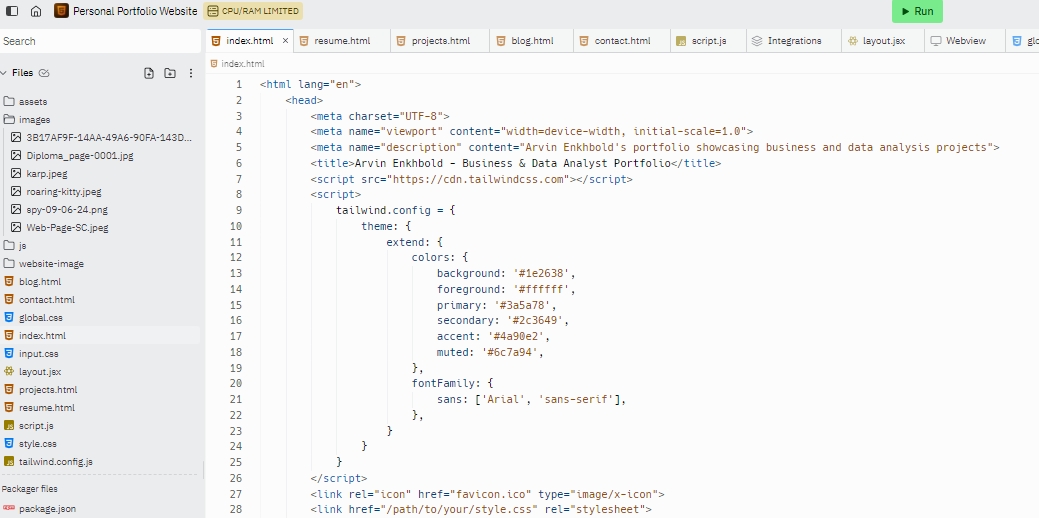 Personal Portfolio Website
CPU/RAM LIMITED
Run
Search
index.html
resume.html
projects.html
blog.html
contact.html
script.js
Integrations
layout.jsx
Webview
glo
Files
assets
images
3B17AF9F-14AA-49A6-90FA-143D...
Diploma_page-0001.jpg
karp.jpeg
roaring-kitty.jpeg
spy-09-06-24.png
Web-Page-SC.jpeg
js
website-image
blog.html
contact.html
global.css
index.html
input.css
layout.jsx
projects.html
resume.html
script.js
style.css
tailwind.config.js
Packager files
package.json
index.html
1 <html lang="en">
2 <head>
3 <meta charset="UTF-8">
4 <meta name="viewport" content="width=device-width, initial-scale=1.0">
5 <meta name="description" content="Arvin Enkhbold's portfolio showcasing business and data analysis projects">
6 <title>Arvin Enkhbold - Business & Data Analyst Portfolio</title>
7 <script src="https://cdn.tailwindcss.com"></script>
8 <script>
9 tailwind.config = {
10 theme: {
11 extend: {
12 colors: {
13 background: '#1e2638',
14 foreground: '#ffffff',
15 primary: '#3a5a78',
16 secondary: '#2c3649',
17 accent: '#4a90e2',
18 muted: '#6c7a94',
19 },
20 fontFamily: {
21 sans: ['Arial', 'sans-serif'],
22 },
23 }
24 }
25 }
26 </script>
27 <link rel="icon" href="favicon.ico" type="image/x-icon">
28 <link href="/path/to/your/style.css" rel="stylesheet">